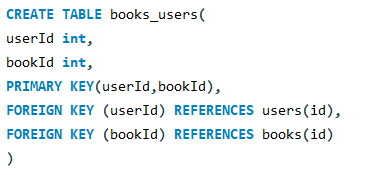 CREATE TABLE books_users(
userId int,
bookId int,
PRIMARY KEY(userId,bookId),
FOREIGN KEY (userId) REFERENCES users(id),
FOREIGN KEY (bookId) REFERENCES books(id)
)